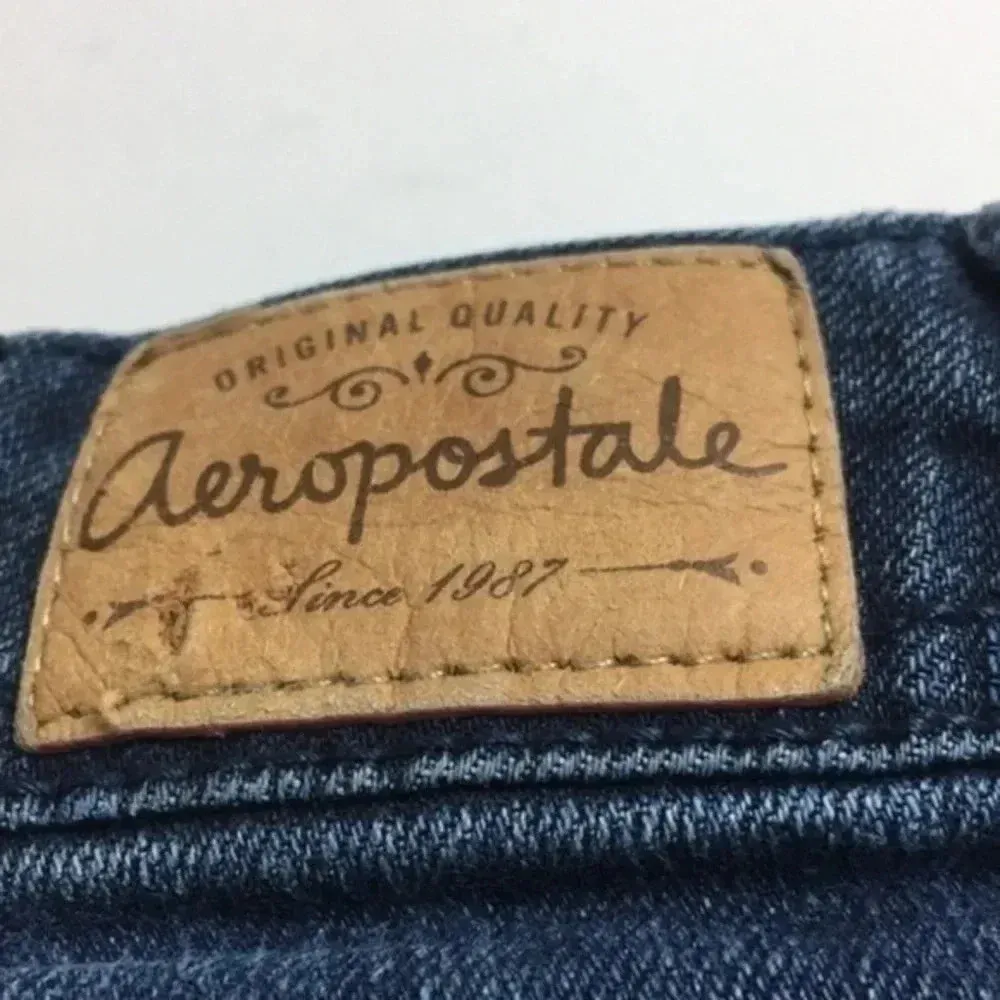 ORIGINAL QUALITY
Aeropostale
Since 1987